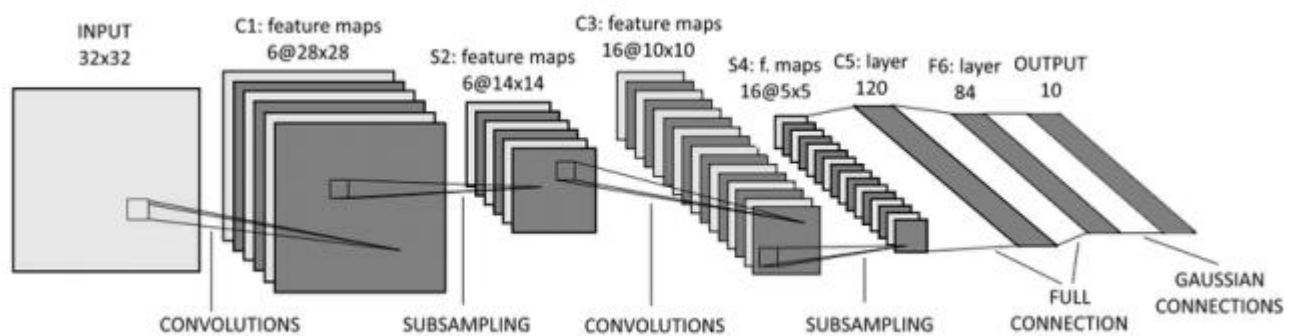 INPUT
32x32
C1: feature maps
6@28x28
S2: feature maps
6@14x14
C3: feature maps
16@10x10
S4: f. maps
16@5x5
C5: layer
120
F6: layer
84
OUTPUT
10
CONVOLUTIONS
SUBSAMPLING
CONVOLUTIONS
SUBSAMPLING
FULL
CONNECTION
GAUSSIAN
CONNECTIONS